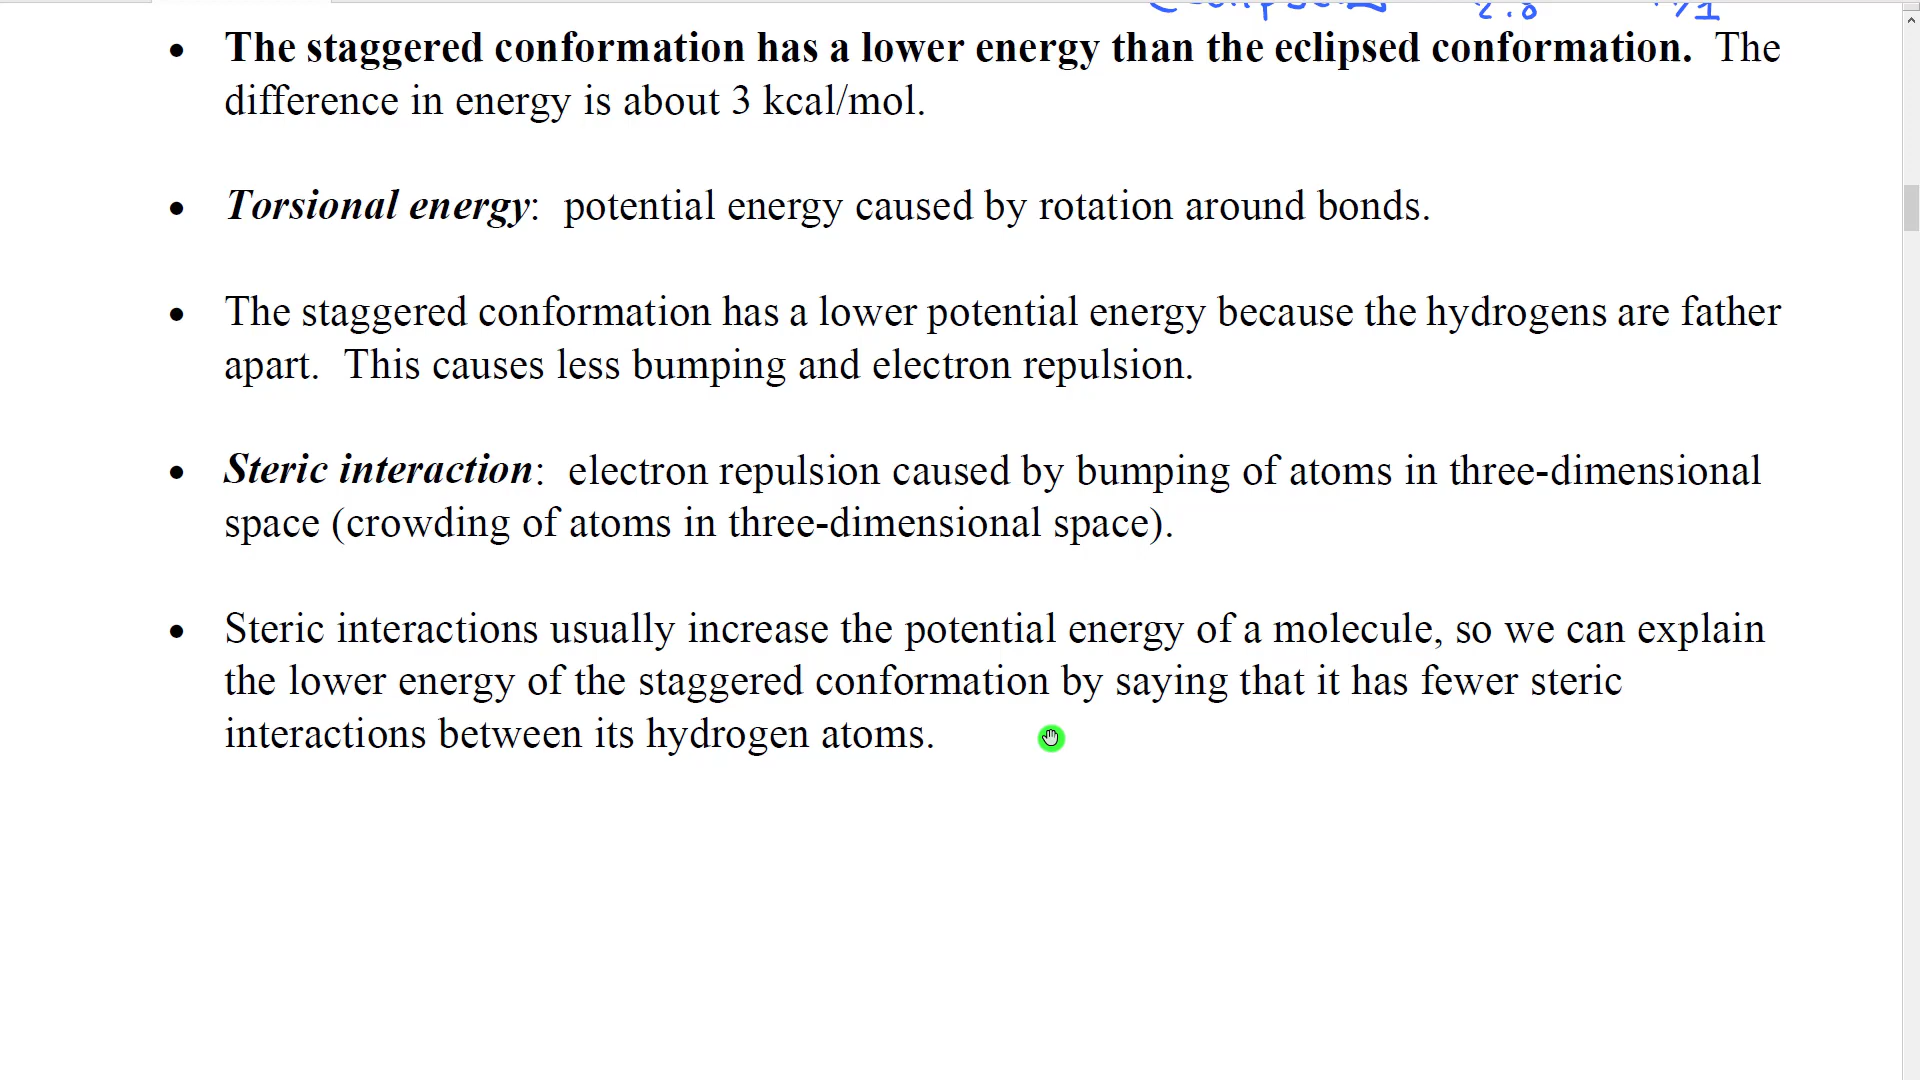 • The staggered conformation has a lower energy than the eclipsed conformation. The
difference in energy is about 3 kcal/mol.
• Torsional energy: potential energy caused by rotation around bonds.
• The staggered conformation has a lower potential energy because the hydrogens are father
apart. This causes less bumping and electron repulsion.
• Steric interaction: electron repulsion caused by bumping of atoms in three-dimensional
space (crowding of atoms in three-dimensional space).
• Steric interactions usually increase the potential energy of a molecule, so we can explain
the lower energy of the staggered conformation by saying that it has fewer steric
interactions between its hydrogen atoms.